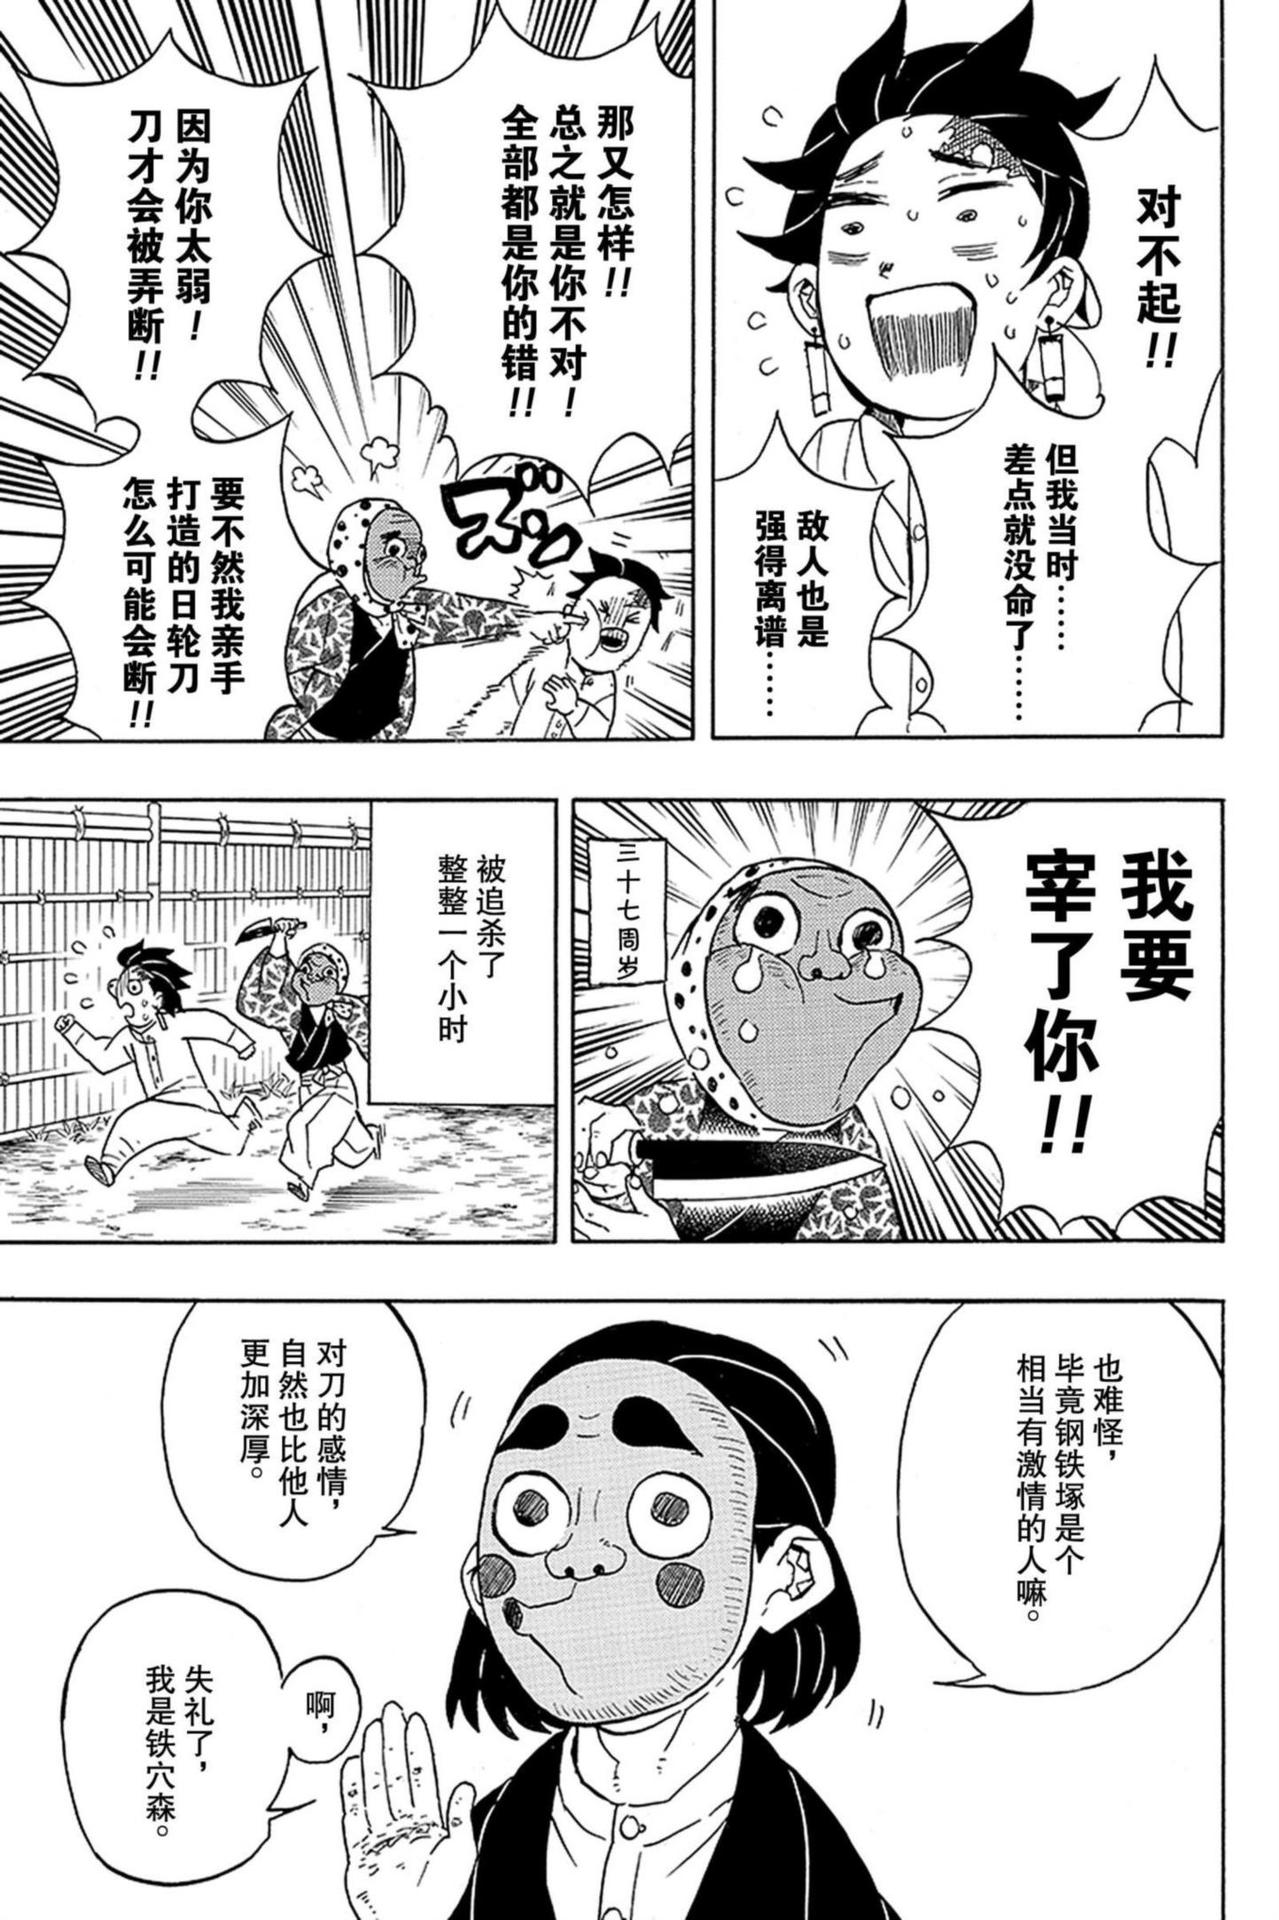 对不起!!
但我当时……
差点就没命了……
敌人也是
强得离谱……
那又怎样!!
总之就是你不对!
全部都是你的错!!
ズンッ
因为你太弱!
刀才会被弄断!!
要不然我亲手
打造的日轮刀
怎么可能会断!!
我要
宰了你!!
三十七周岁
被追杀了
整整一个小时
也难怪,
毕竟钢铁塚是个
相当有激情的人嘛。
对刀的感情,
自然也比他人
更加深厚。
啊,
失礼了,
我是铁穴森。